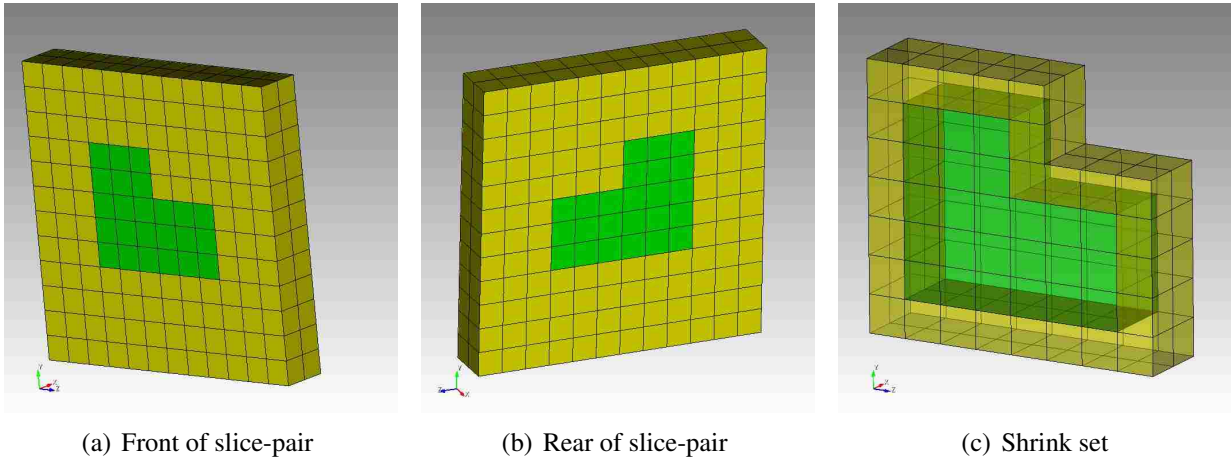 Y
X
Z
Y
Z
X
Y
X
Z
(a) Front of slice-pair
(b) Rear of slice-pair
(c) Shrink set